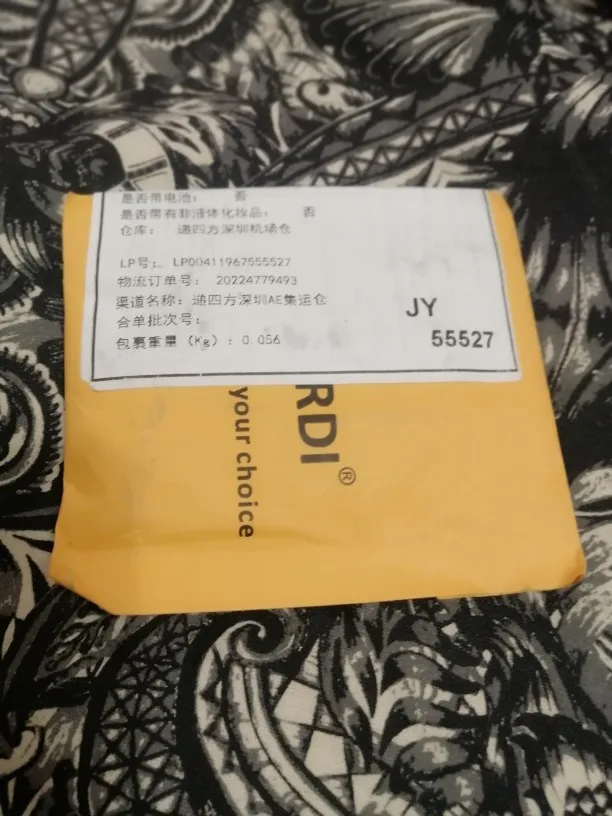 是否带电池： 否
是否带有非液体化妆品： 否
仓库： 递四方深圳机场仓
LP号： LP00411967555527
物流订单号： 20224779493
渠道名称：递四方深圳AE集运仓
合单批次号：
包裹重量（Kg）：0.056
JY
55527
RDI®
your choice